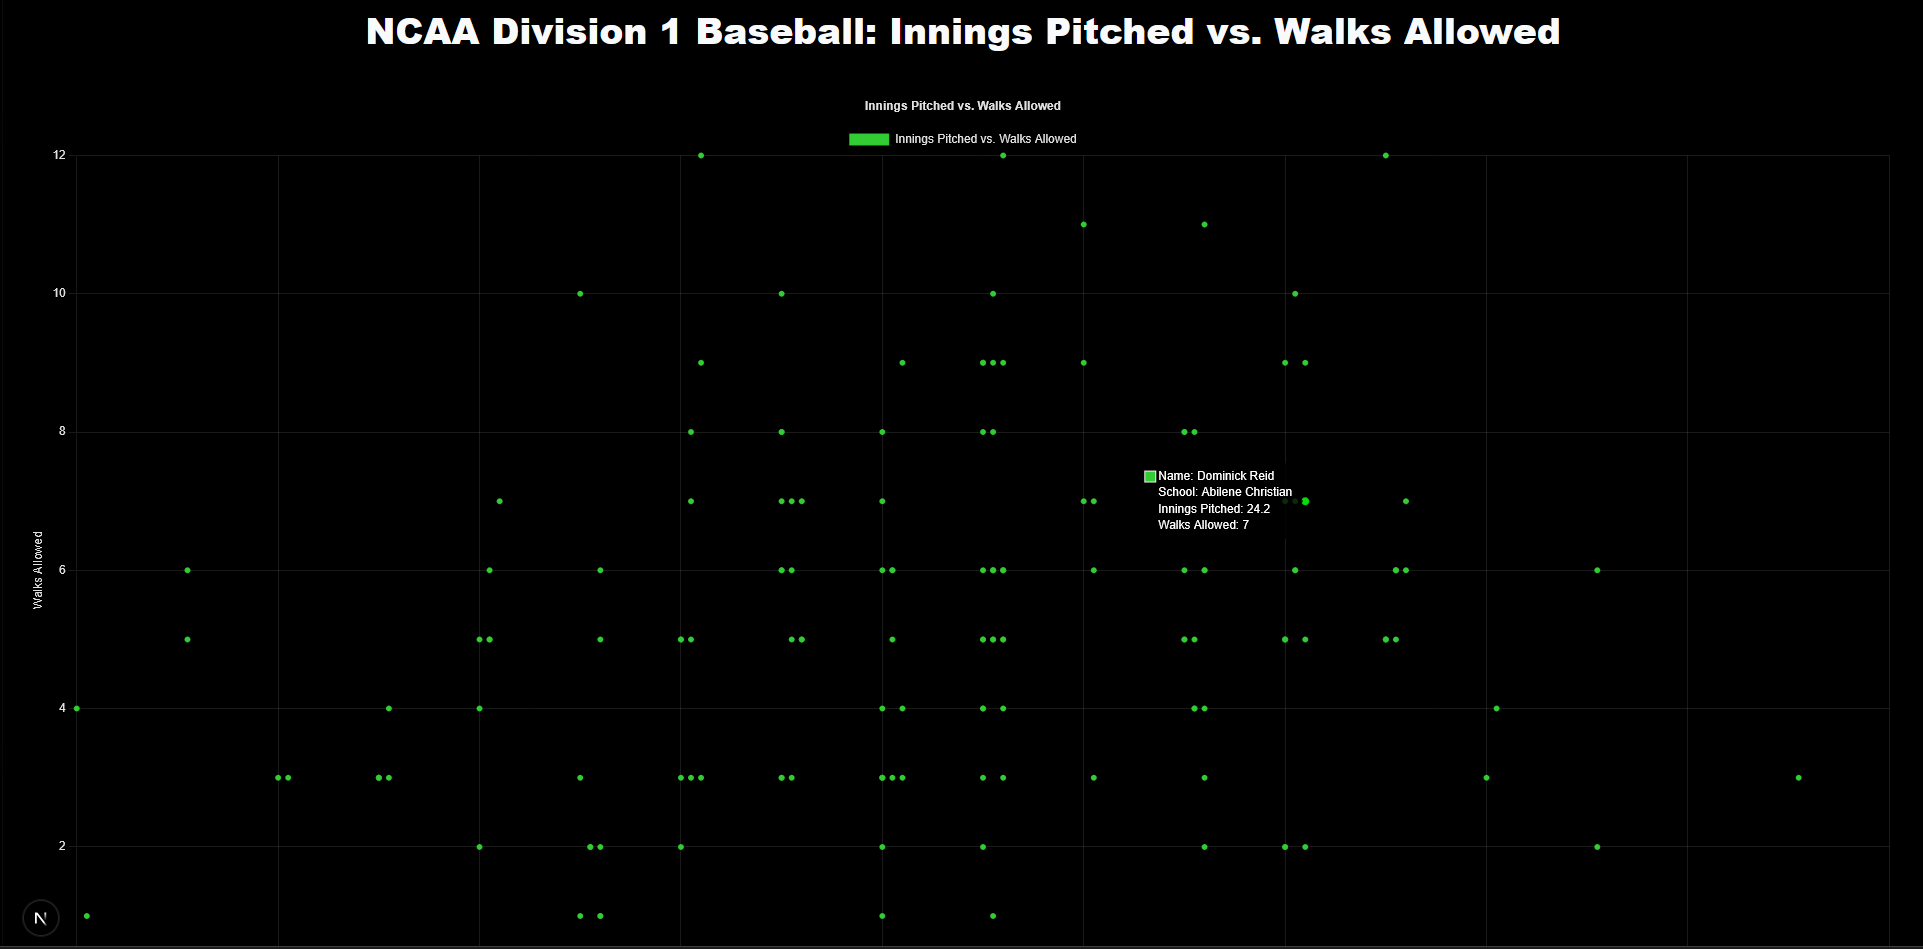 NCAA Division 1 Baseball: Innings Pitched vs. Walks Allowed
Innings Pitched vs. Walks Allowed
Innings Pitched vs. Walks Allowed
12
10
8
Name: Dominick Reid
School: Abilene Christian
Innings Pitched: 24.2
Walks Allowed: 7
Walks Allowed
6
4
2
N